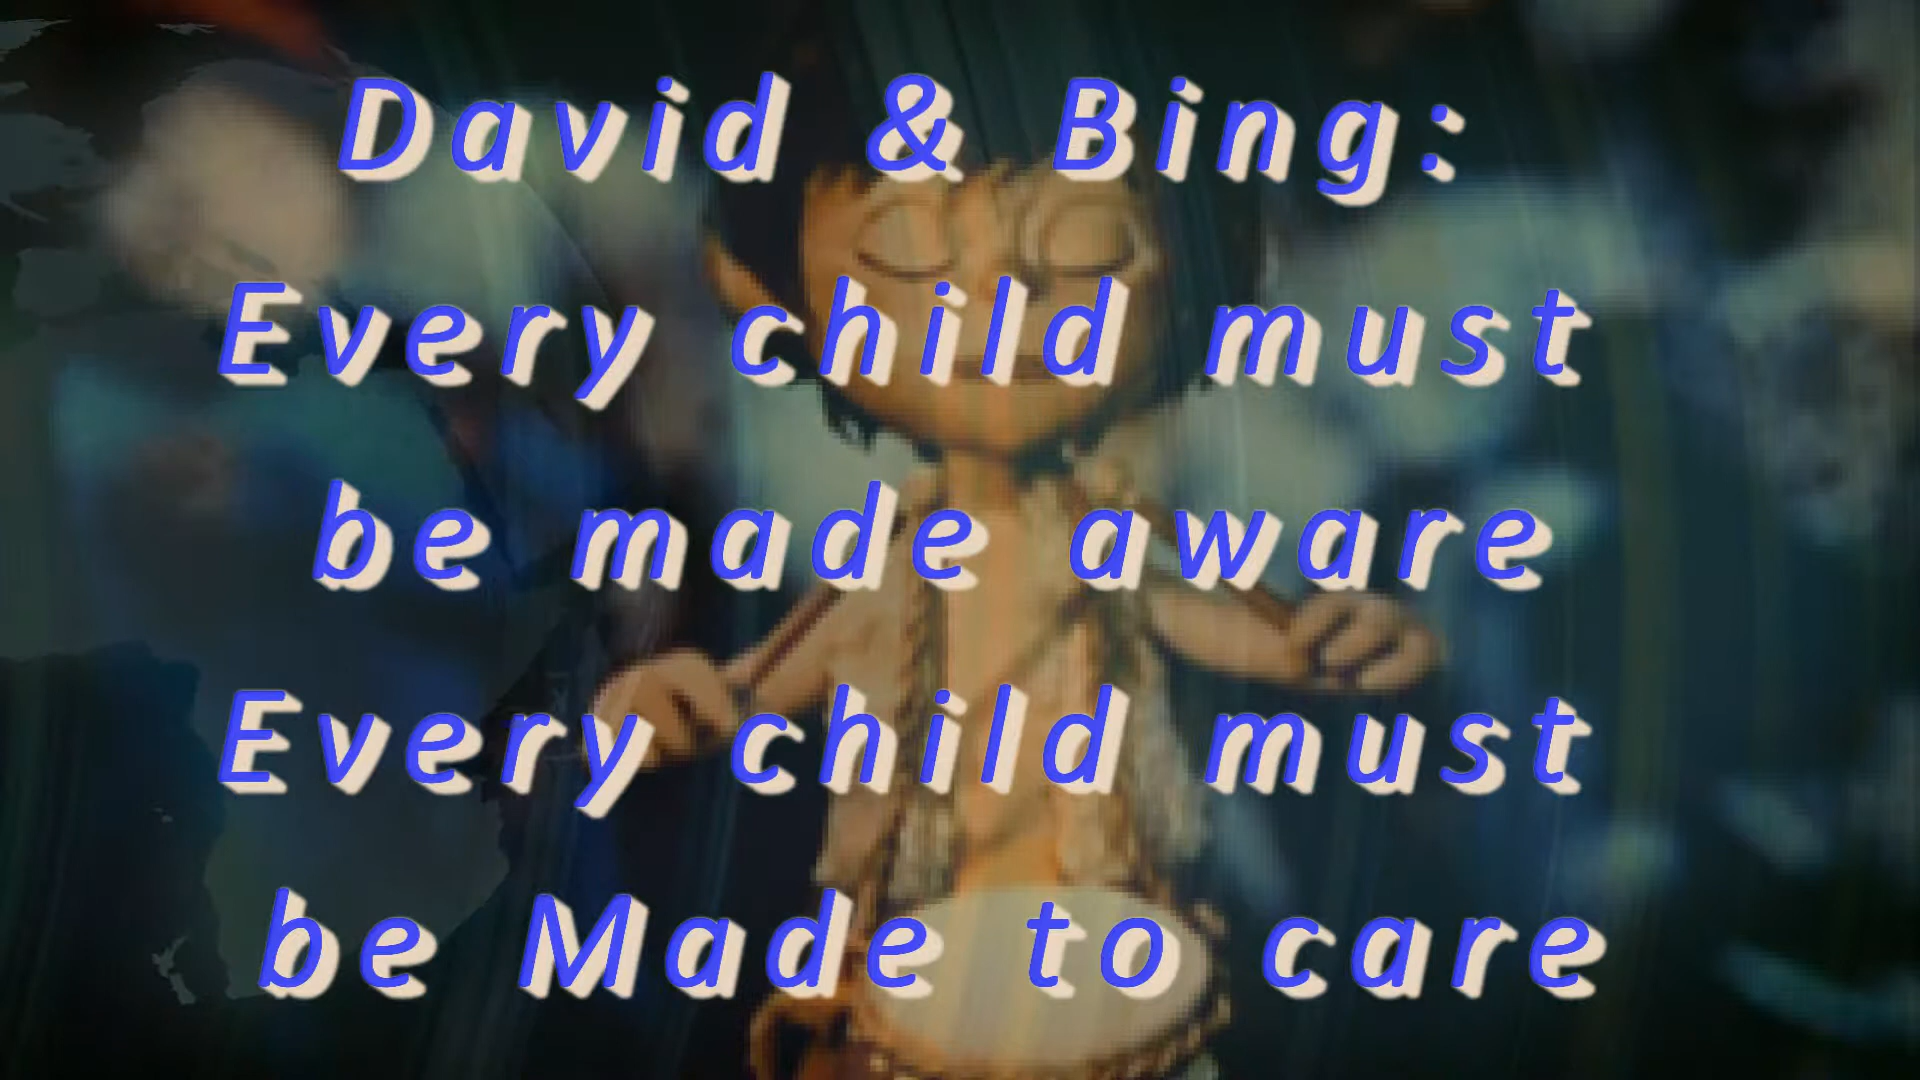 David & Bing:
Every child must
be made aware
Every child must
be Made to care